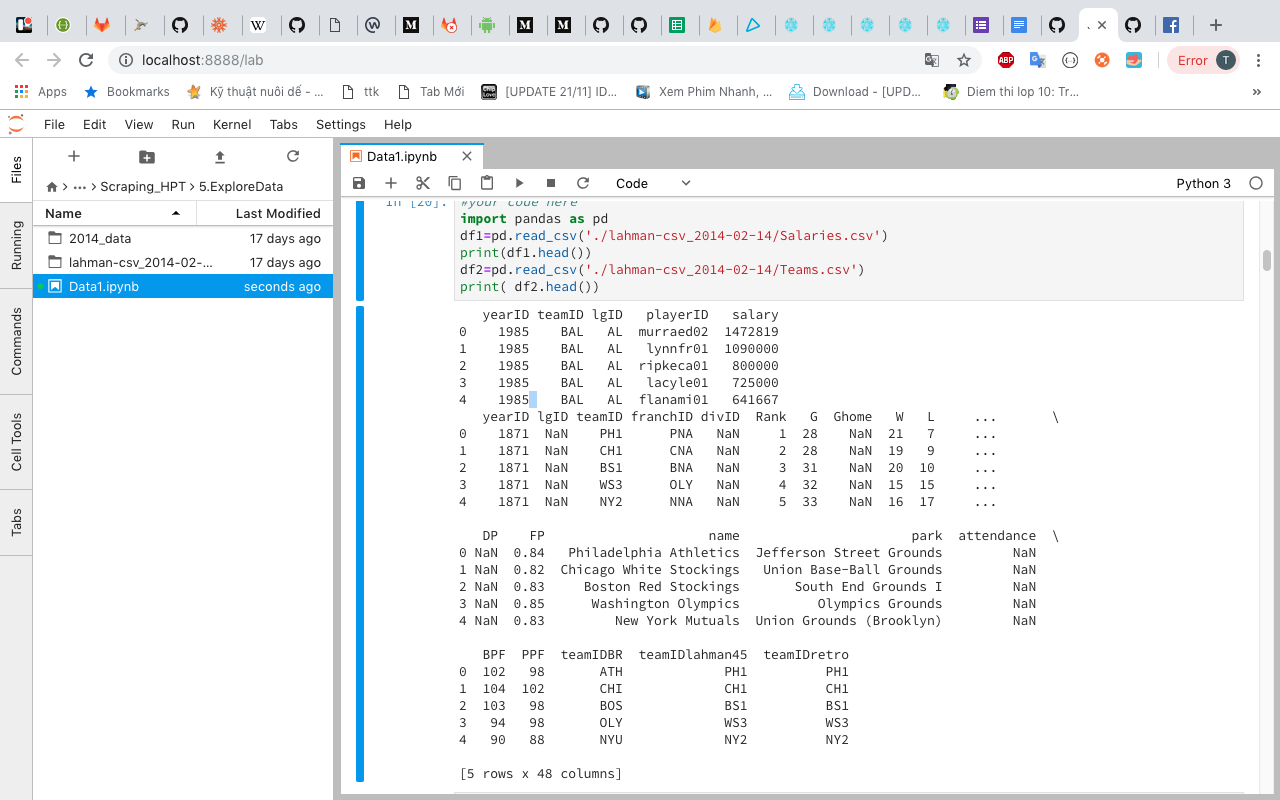 localhost:8888/lab
Error T
Apps Bookmarks Kỹ thuật nuôi dế - ... ttk Tab Mới [UPDATE 21/11] ID... Xem Phim Nhanh, ... Download - [UPD... Diem thi lop 10: Tr... »
File Edit View Run Kernel Tabs Settings Help
Files
Running
Commands
Cell Tools
Tabs
... Scraping_HPT 5.ExploreData
Name Last Modified
2014_data 17 days ago
lahman-csv_2014-02-... 17 days ago
Data1.ipynb seconds ago
Data1.ipynb
Code Python 3
In [20]: #your code here
import pandas as pd
df1=pd.read_csv('./lahman-csv_2014-02-14/Salaries.csv')
print(df1.head())
df2=pd.read_csv('./lahman-csv_2014-02-14/Teams.csv')
print( df2.head())
yearID teamID lgID playerID salary
0 1985 BAL AL murraed02 1472819
1 1985 BAL AL lynnfr01 1090000
2 1985 BAL AL ripkeca01 800000
3 1985 BAL AL lacyle01 725000
4 1985 BAL AL flanami01 641667
yearID lgID teamID franchID divID Rank G Ghome W L ... \
0 1871 NaN PH1 PNA NaN 1 28 NaN 21 7 ...
1 1871 NaN CH1 CNA NaN 2 28 NaN 19 9 ...
2 1871 NaN BS1 BNA NaN 3 31 NaN 20 10 ...
3 1871 NaN WS3 OLY NaN 4 32 NaN 15 15 ...
4 1871 NaN NY2 NNA NaN 5 33 NaN 16 17 ...
DP FP name park attendance \
0 NaN 0.84 Philadelphia Athletics Jefferson Street Grounds NaN
1 NaN 0.82 Chicago White Stockings Union Base-Ball Grounds NaN
2 NaN 0.83 Boston Red Stockings South End Grounds I NaN
3 NaN 0.85 Washington Olympics Olympics Grounds NaN
4 NaN 0.83 New York Mutuals Union Grounds (Brooklyn) NaN
BPF PPF teamIDBR teamIDlahman45 teamIDretro
0 102 98 ATH PH1 PH1
1 104 102 CHI CH1 CH1
2 103 98 BOS BS1 BS1
3 94 98 OLY WS3 WS3
4 90 88 NYU NY2 NY2
[5 rows x 48 columns]